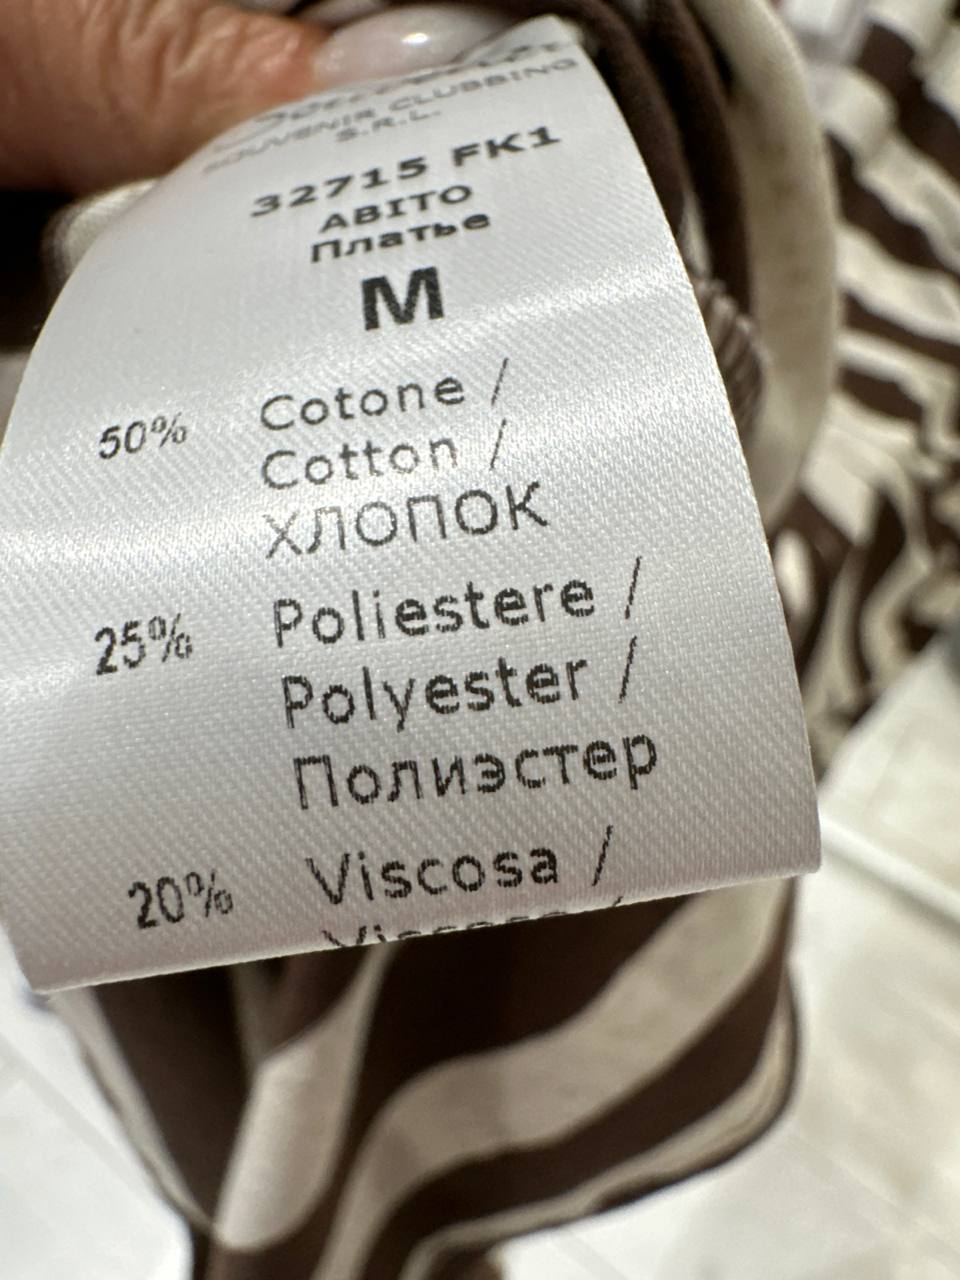 SOUVENIR CLUBBING
S.R.L.
32715 FK1
ABITO
Платье
M
50% Cotone /
Cotton /
ХЛОПОК
25% Poliestere /
Polyester /
Полиэстер
20% Viscosa /